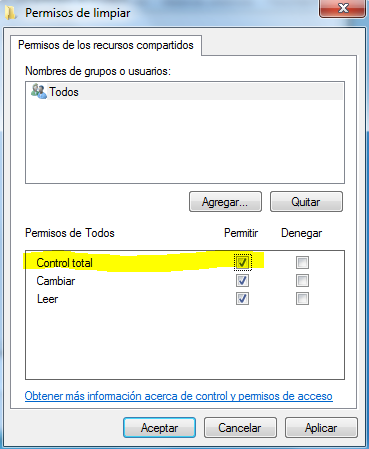 Permisos de limpiar
Permisos de los recursos compartidos
Nombres de grupos o usuarios:
Todos
Agregar... Quitar
Permisos de Todos Permitir Denegar
Control total
Cambiar
Leer
Obtener más información acerca de control y permisos de acceso
Aceptar Cancelar Aplicar